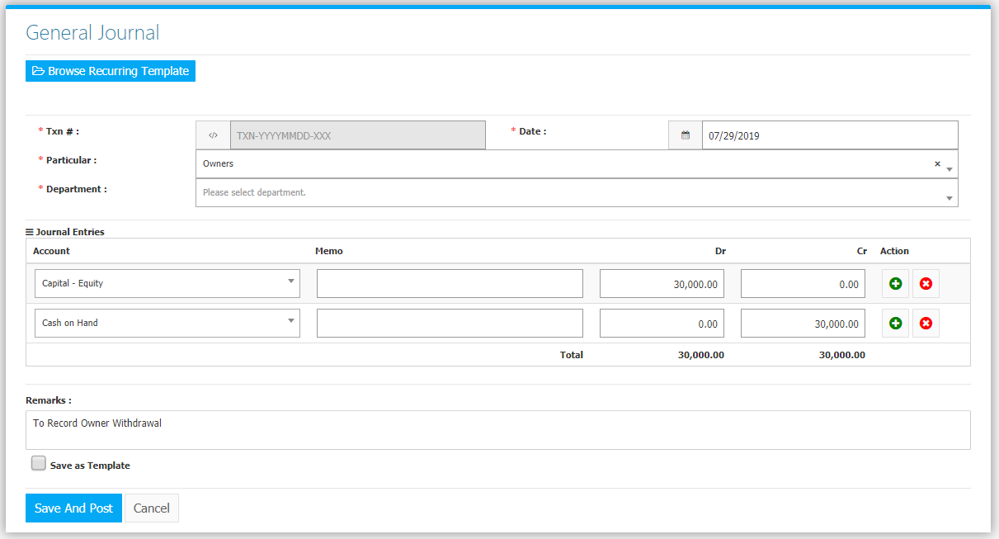 General Journal
Browse Recurring Template
* Txn # : </> TXN-YYYYMMDD-XXX * Date : 07/29/2019
* Particular : Owners ×
* Department : Please select department.
Journal Entries
Account Memo Dr Cr Action
Capital - Equity 30,000.00 0.00
Cash on Hand 0.00 30,000.00
Total 30,000.00 30,000.00
Remarks :
To Record Owner Withdrawal
Save as Template
Save And Post Cancel